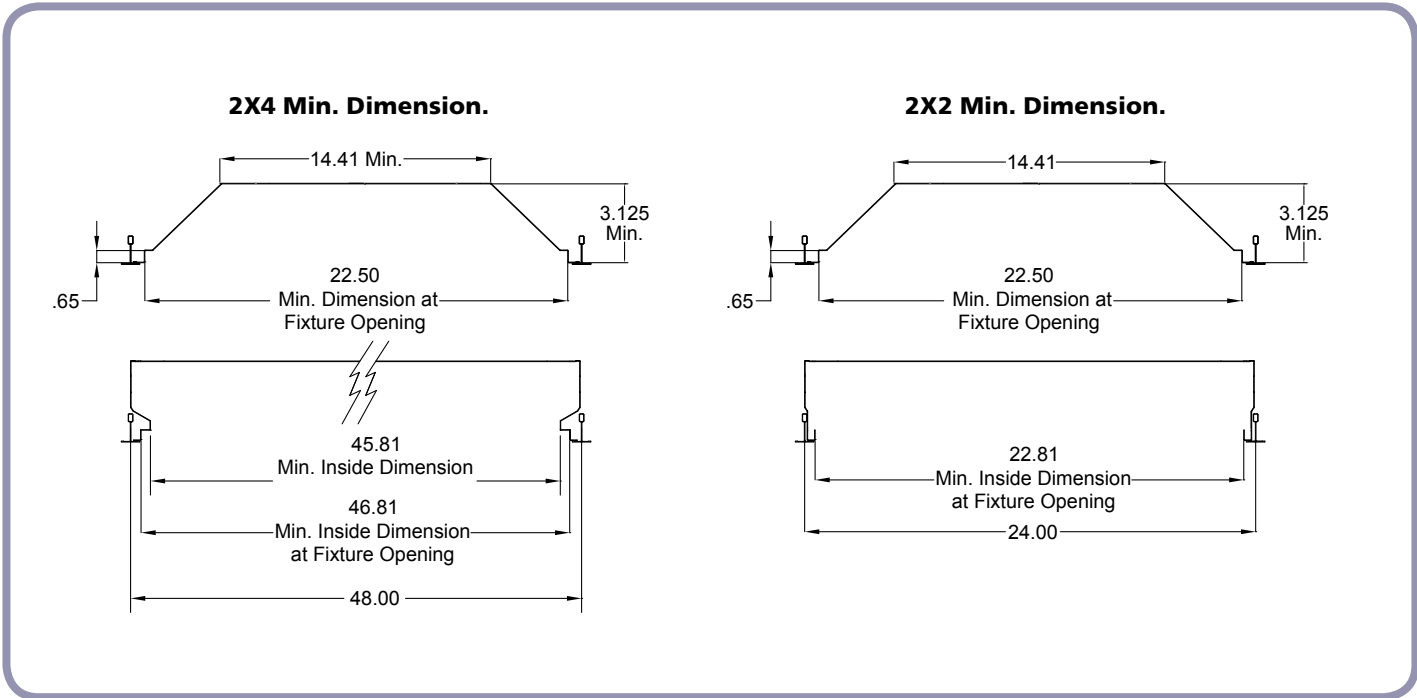 2X4 Min. Dimension.
14.41 Min.
3.125
Min.
.65
22.50
Min. Dimension at
Fixture Opening
45.81
Min. Inside Dimension
46.81
Min. Inside Dimension
at Fixture Opening
48.00
2X2 Min. Dimension.
14.41
3.125
Min.
.65
22.50
Min. Dimension at
Fixture Opening
22.81
Min. Inside Dimension
at Fixture Opening
24.00